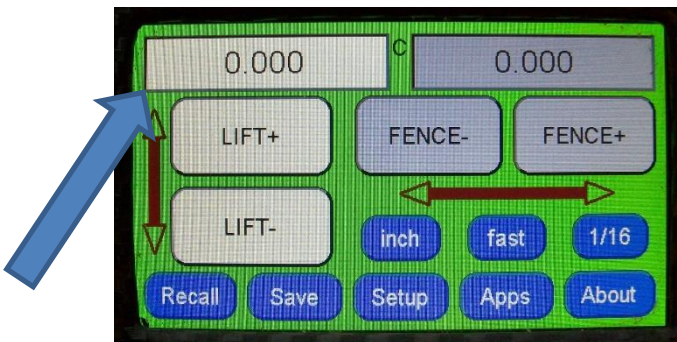 0.000 C 0.000
LIFT+ FENCE- FENCE+
LIFT-
inch fast 1/16
Recall Save Setup Apps About